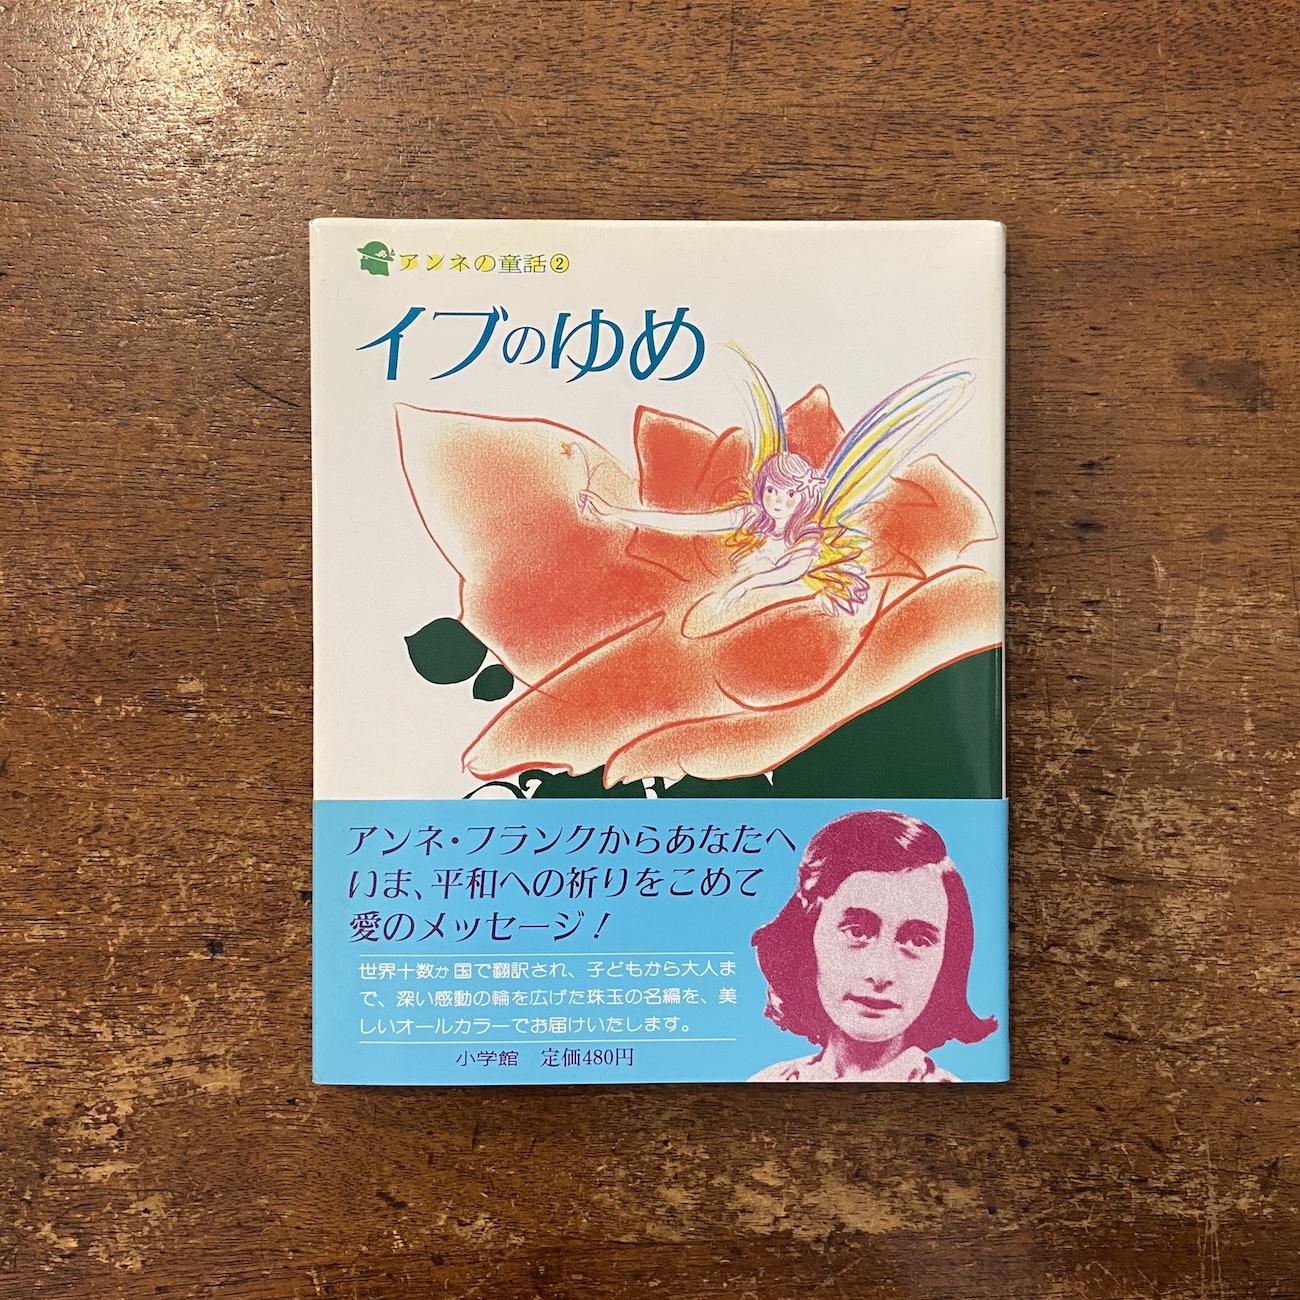 アンネの童話②
イブのゆめ
アンネ・フランクからあなたへ
いま、平和への祈りをこめて
愛のメッセージ！
世界十数か国で翻訳され、子どもから大人ま
で、深い感動の輪を広げた珠玉の名編を、美
しいオールカラーでお届けいたします。
小学館 定価480円